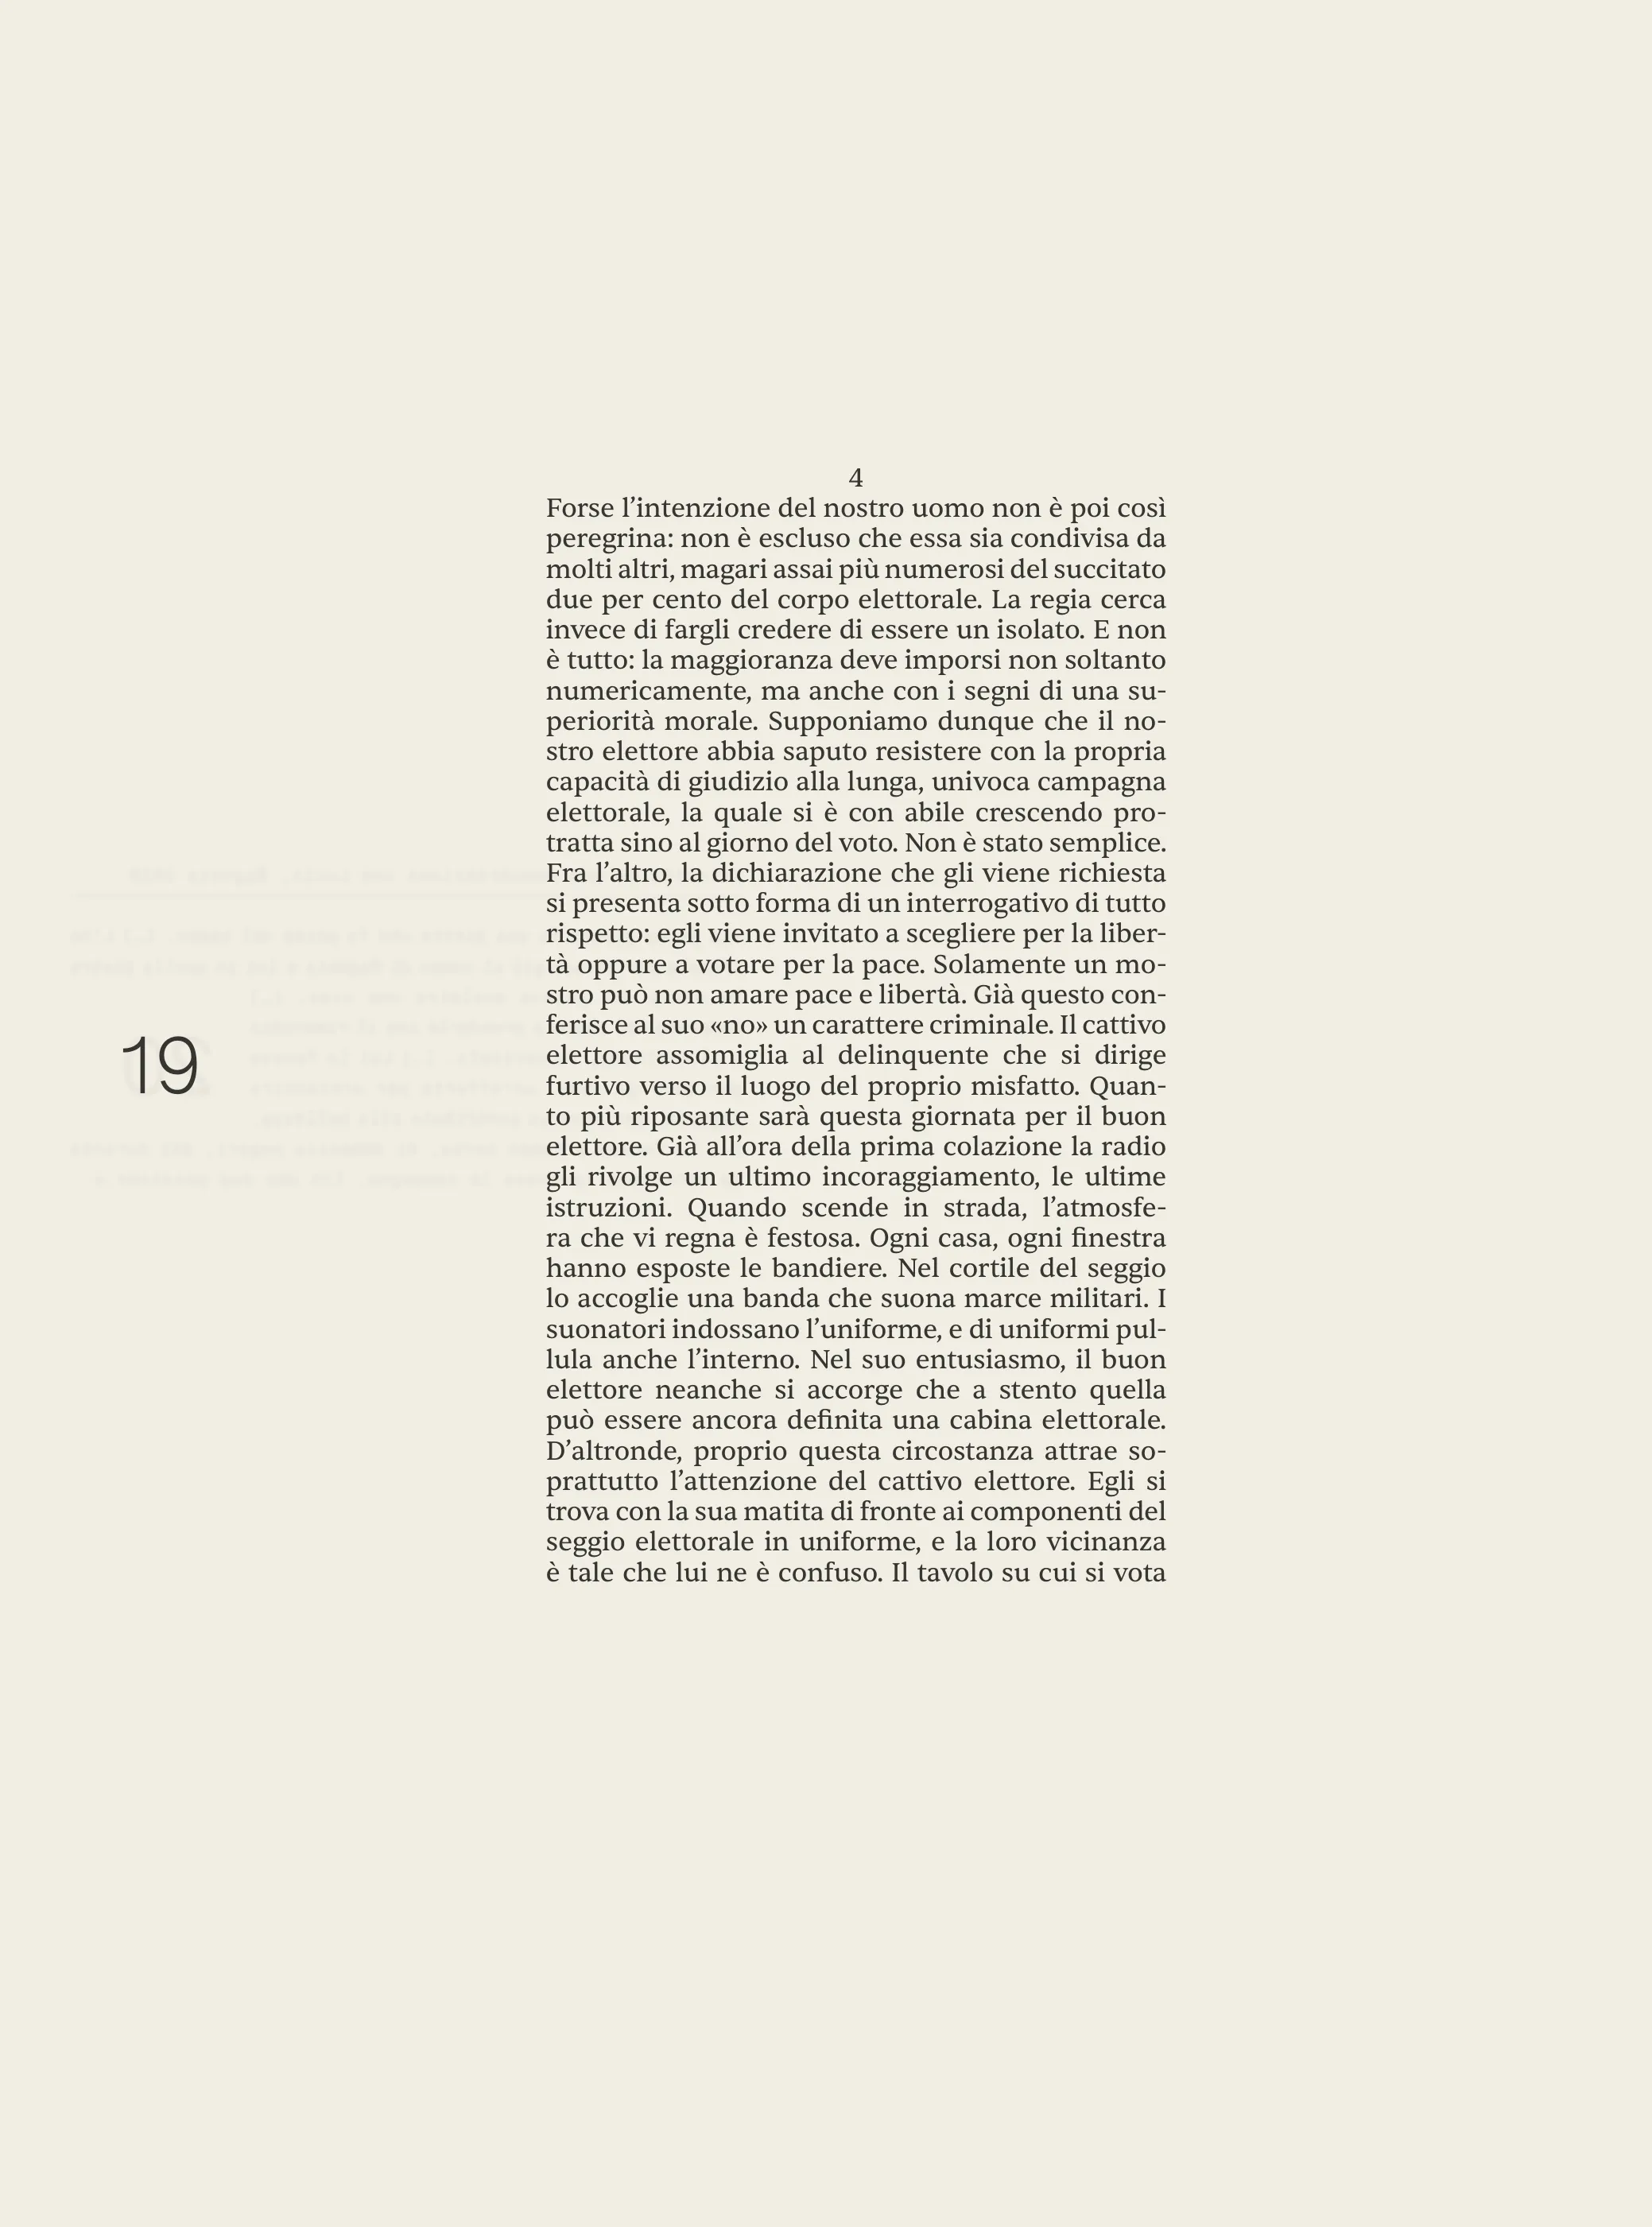 4
Forse l’intenzione del nostro uomo non è poi così
peregrina: non è escluso che essa sia condivisa da
molti altri, magari assai più numerosi del succitato
due per cento del corpo elettorale. La regia cerca
invece di fargli credere di essere un isolato. E non
è tutto: la maggioranza deve imporsi non soltanto
numericamente, ma anche con i segni di una su-
periorità morale. Supponiamo dunque che il no-
stro elettore abbia saputo resistere con la propria
capacità di giudizio alla lunga, univoca campagna
elettorale, la quale si è con abile crescendo pro-
tratta sino al giorno del voto. Non è stato semplice.
Fra l’altro, la dichiarazione che gli viene richiesta
si presenta sotto forma di un interrogativo di tutto
rispetto: egli viene invitato a scegliere per la liber-
tà oppure a votare per la pace. Solamente un mo-
stro può non amare pace e libertà. Già questo con-
ferisce al suo «no» un carattere criminale. Il cattivo
elettore assomiglia al delinquente che si dirige
furtivo verso il luogo del proprio misfatto. Quan-
to più riposante sarà questa giornata per il buon
elettore. Già all’ora della prima colazione la radio
gli rivolge un ultimo incoraggiamento, le ultime
istruzioni. Quando scende in strada, l’atmosfe-
ra che vi regna è festosa. Ogni casa, ogni finestra
hanno esposte le bandiere. Nel cortile del seggio
lo accoglie una banda che suona marce militari. I
suonatori indossano l’uniforme, e di uniformi pul-
lula anche l’interno. Nel suo entusiasmo, il buon
elettore neanche si accorge che a stento quella
può essere ancora definita una cabina elettorale.
D’altronde, proprio questa circostanza attrae so-
prattutto l’attenzione del cattivo elettore. Egli si
trova con la sua matita di fronte ai componenti del
seggio elettorale in uniforme, e la loro vicinanza
è tale che lui ne è confuso. Il tavolo su cui si vota
19